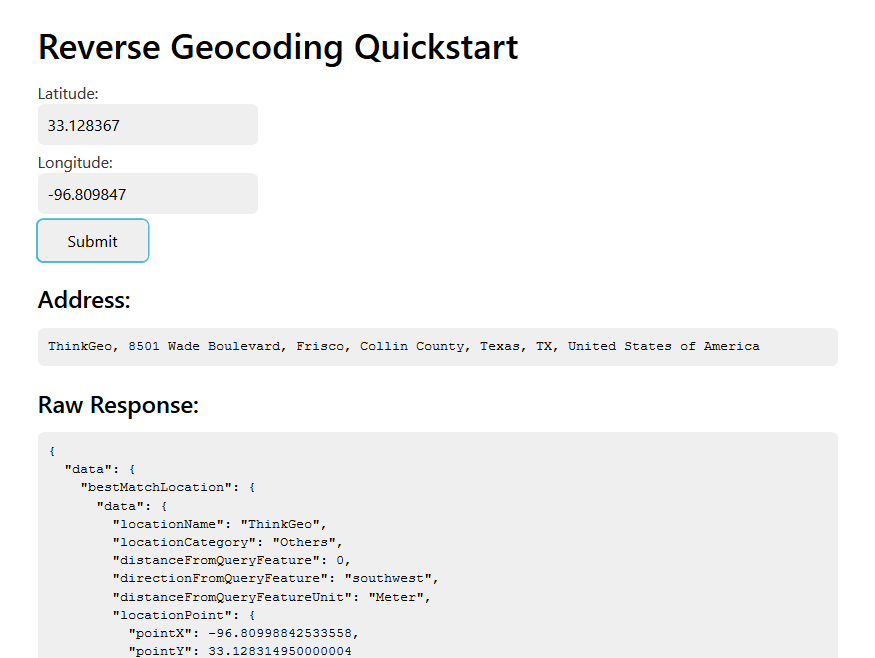 Reverse Geocoding Quickstart
Latitude:
33.128367
Longitude:
-96.809847
Submit
Address:
ThinkGeo, 8501 Wade Boulevard, Frisco, Collin County, Texas, TX, United States of America
Raw Response:
{
  "data": {
    "bestMatchLocation": {
      "data": {
        "locationName": "ThinkGeo",
        "locationCategory": "Others",
        "distanceFromQueryFeature": 0,
        "directionFromQueryFeature": "southwest",
        "distanceFromQueryFeatureUnit": "Meter",
        "locationPoint": {
          "pointX": -96.80998842533558,
          "pointY": 33.128314950000004